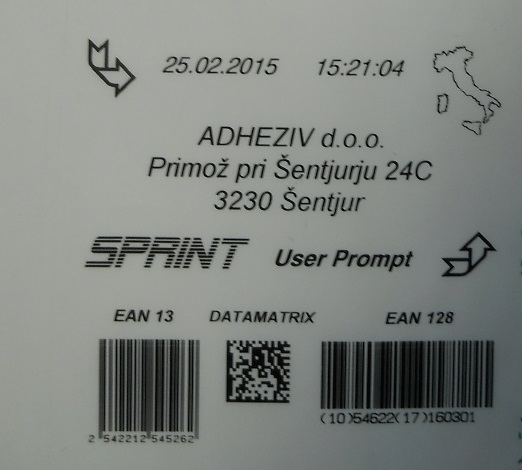 25.02.2015 15:21:04
ADHEZIV d.o.o.
Primož pri Šentjurju 24C
3230 Šentjur
SPRINT User Prompt
EAN 13 DATAMATRIX EAN 128
(10)54622(17)160301
2 542212 545262